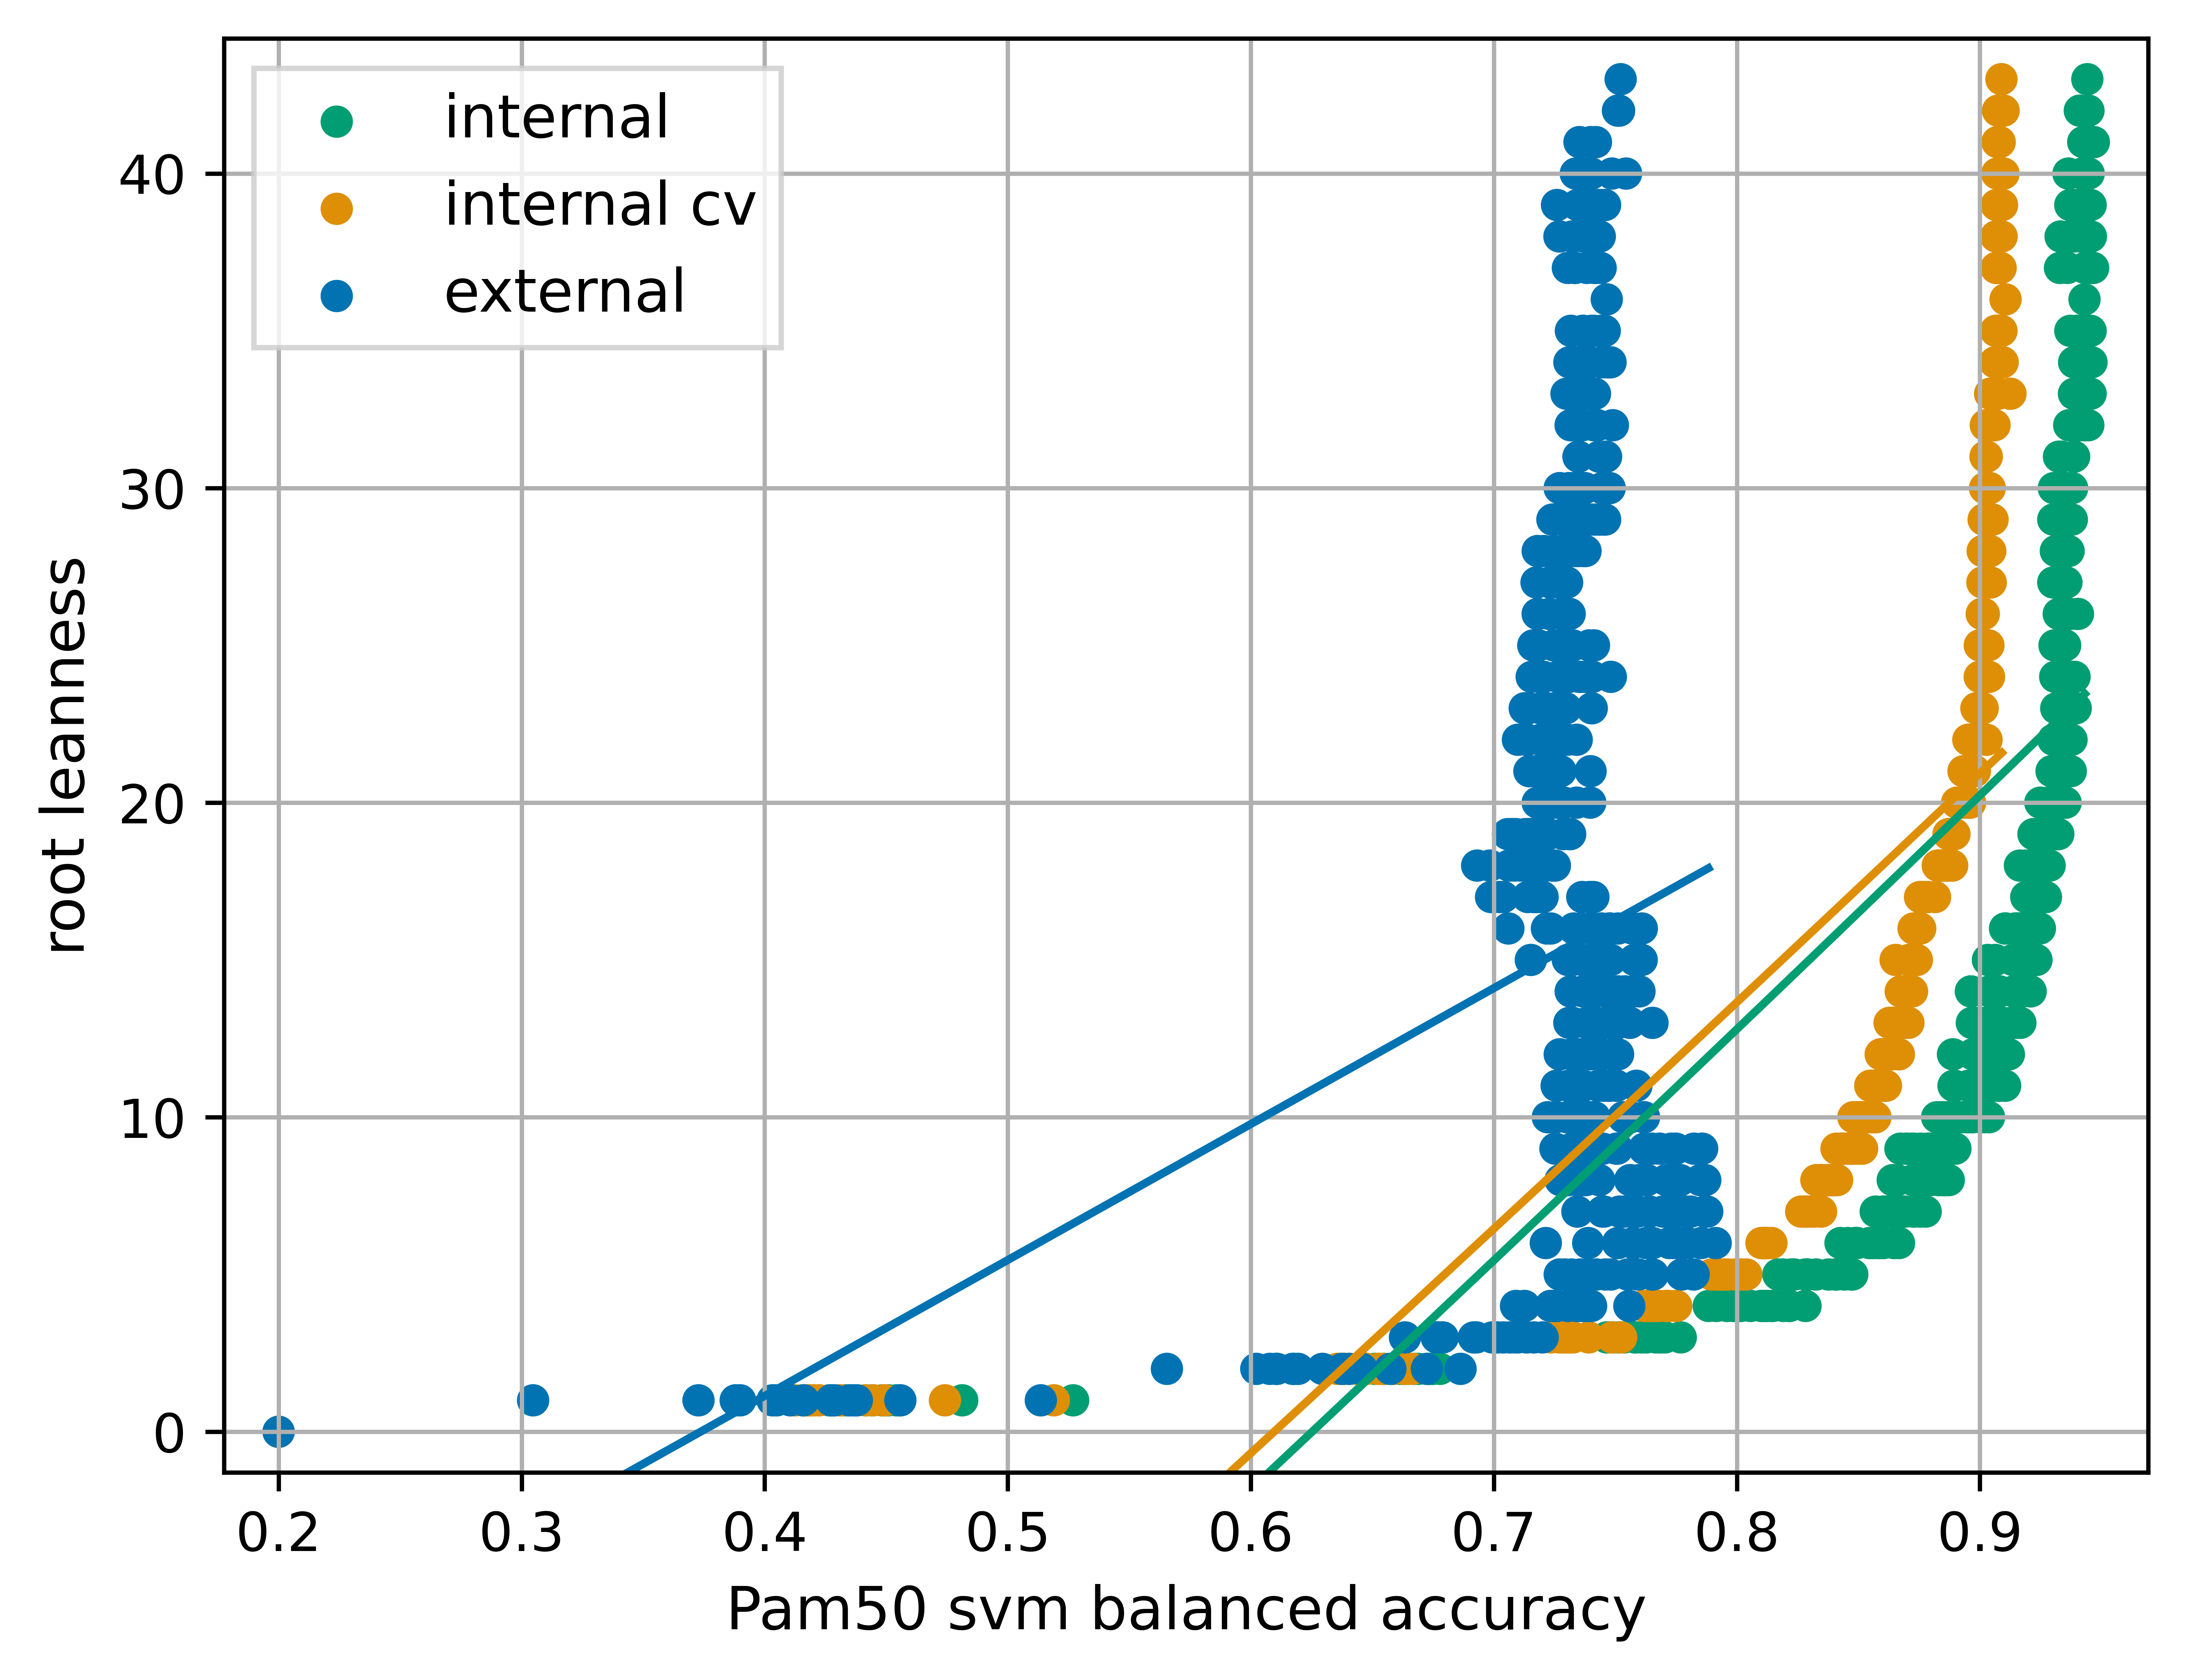 internal
internal cv
external
root leanness
40
30
20
10
0
0.2 0.3 0.4 0.5 0.6 0.7 0.8 0.9
Pam50 svm balanced accuracy